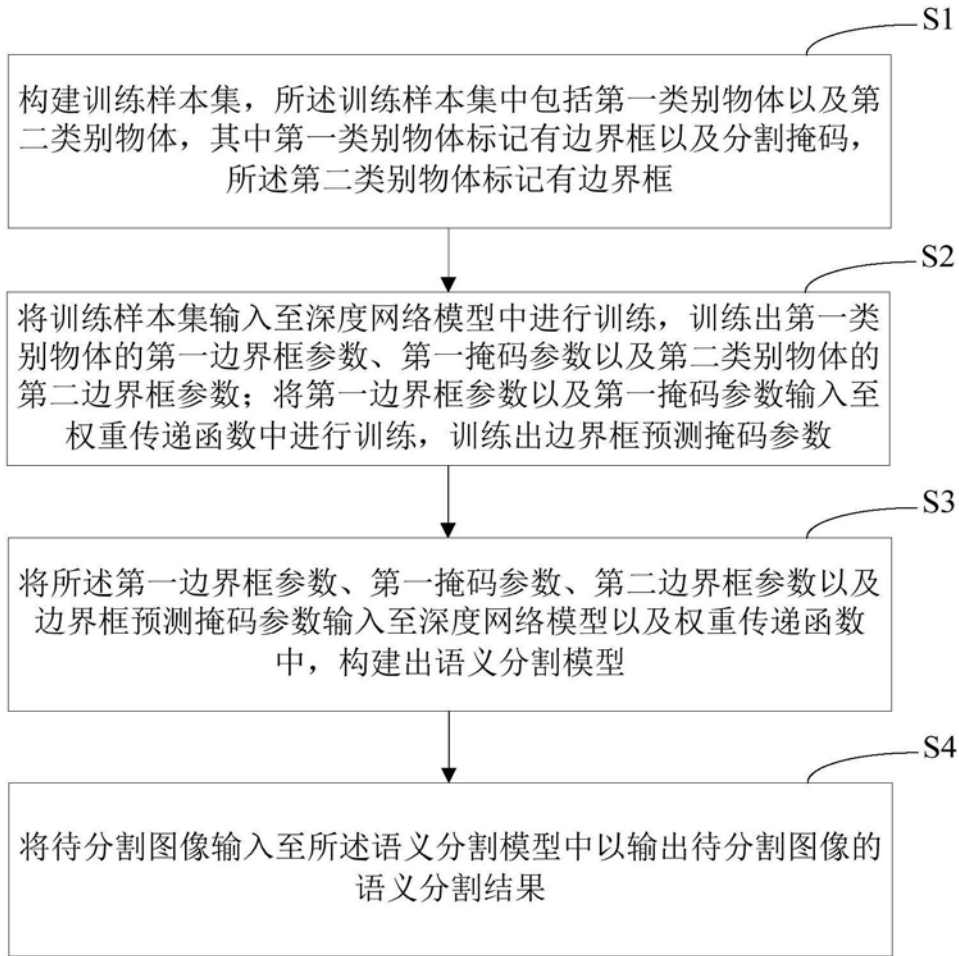 S1
构建训练样本集，所述训练样本集中包括第一类别物体以及第
二类别物体，其中第一类别物体标记有边界框以及分割掩码，
所述第二类别物体标记有边界框
S2
将训练样本集输入至深度网络模型中进行训练，训练出第一类
别物体的第一边界框参数、第一掩码参数以及第二类别物体的
第二边界框参数；将第一边界框参数以及第一掩码参数输入至
权重传递函数中进行训练，训练出边界框预测掩码参数
S3
将所述第一边界框参数、第一掩码参数、第二边界框参数以及
边界框预测掩码参数输入至深度网络模型以及权重传递函数
中，构建出语义分割模型
S4
将待分割图像输入至所述语义分割模型中以输出待分割图像的
语义分割结果